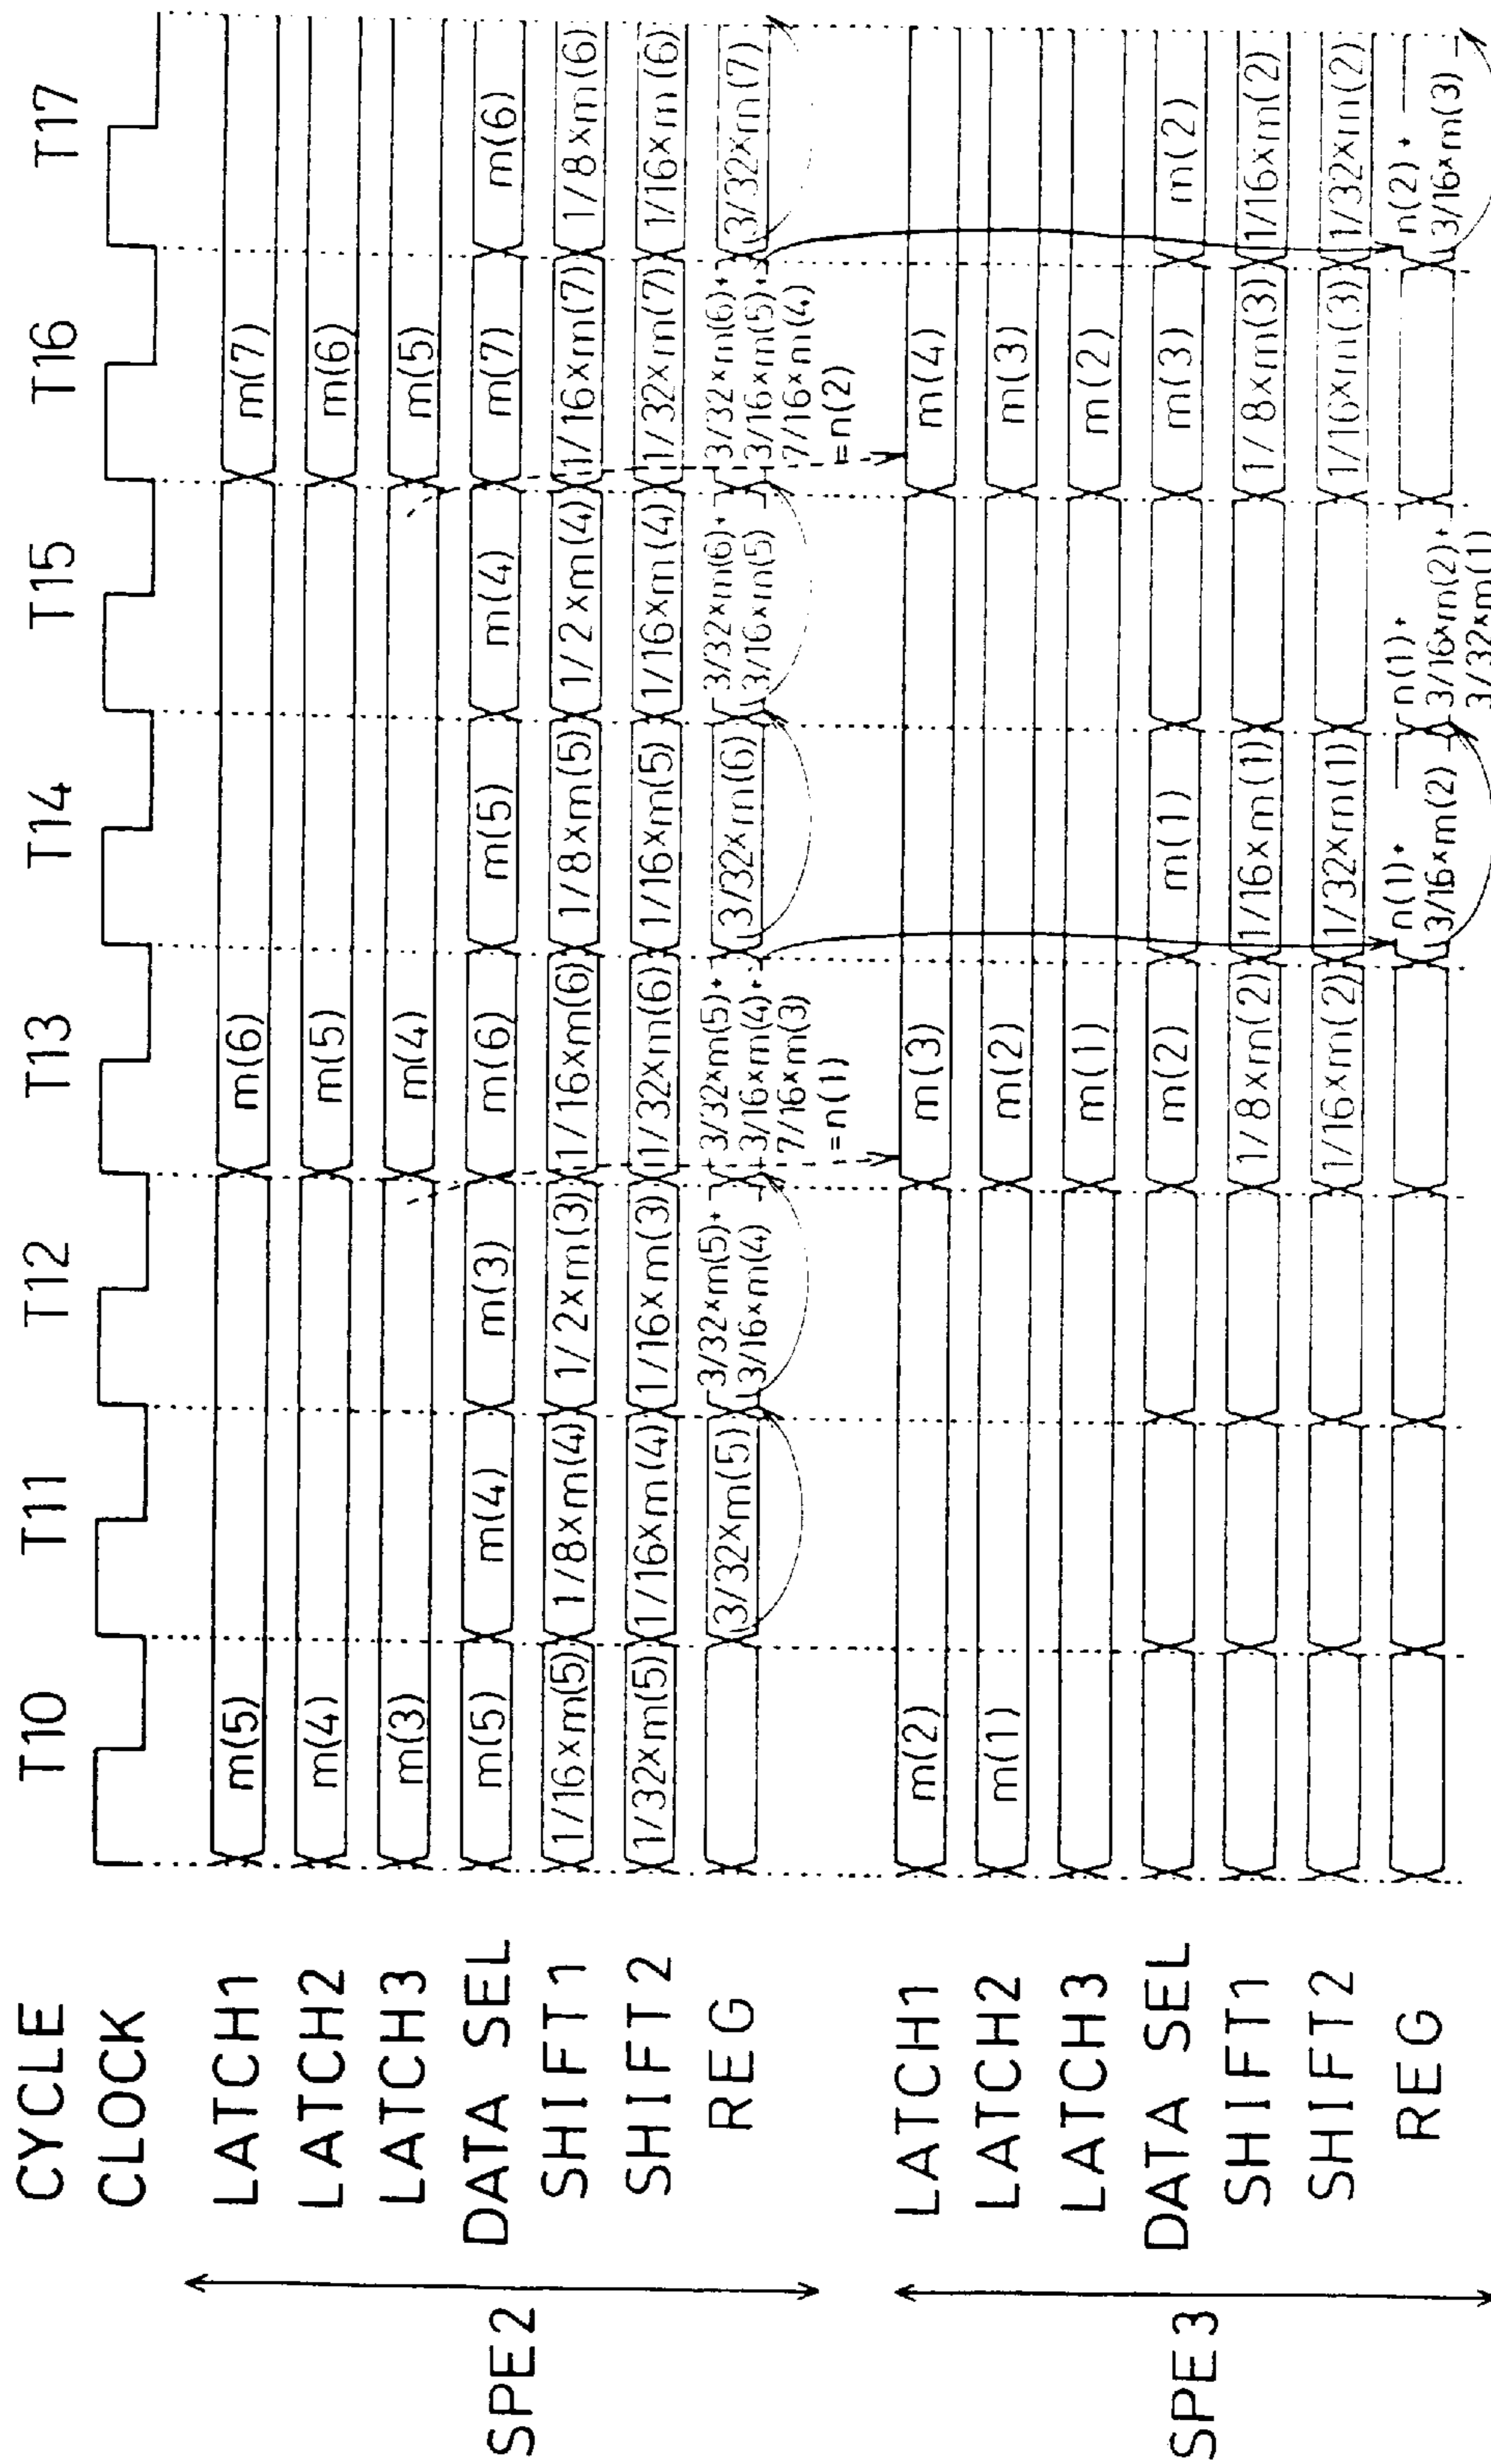 CYCLE T10 T11 T12 T13 T14 T15 T16 T17
CLOCK
SPE2
LATCH1 m(5) m(6) m(7)
LATCH2 m(4) m(5) m(6)
LATCH3 m(3) m(4) m(5)
DATA SEL m(5) m(4) m(3) m(6) m(5) m(4) m(7) m(6)
SHIFT1 1/16×m(5) 1/8×m(4) 1/2×m(3) 1/16×m(6) 1/8×m(5) 1/2×m(4) 1/16×m(7) 1/8×m(6)
SHIFT2 1/32×m(5) 1/16×m(4) 1/16×m(3) 1/32×m(6) 1/16×m(5) 1/16×m(4) 1/32×m(7) 1/16×m(6)
REG 3/32×m(5) 3/32×m(5)+ 3/32×m(5)+ 3/32×m(6) 3/32×m(6)+ 3/32×m(6)+ 3/32×m(7)
3/16×m(4) 3/16×m(4)+ 3/16×m(5) 3/16×m(5)+
7/16×m(3) 7/16×m(4)
=n(1) =n(2)
SPE3
LATCH1 m(2) m(3) m(4)
LATCH2 m(1) m(2) m(3)
LATCH3 m(1) m(2)
DATA SEL m(2) m(1) m(3) m(2)
SHIFT1 1/8×m(2) 1/16×m(1) 1/8×m(3) 1/16×m(2)
SHIFT2 1/16×m(2) 1/32×m(1) 1/16×m(3) 1/32×m(2)
REG n(1)+ n(1)+ n(2)+
3/16×m(2) 3/16×m(2)+ 3/16×m(3)
3/32×m(1)